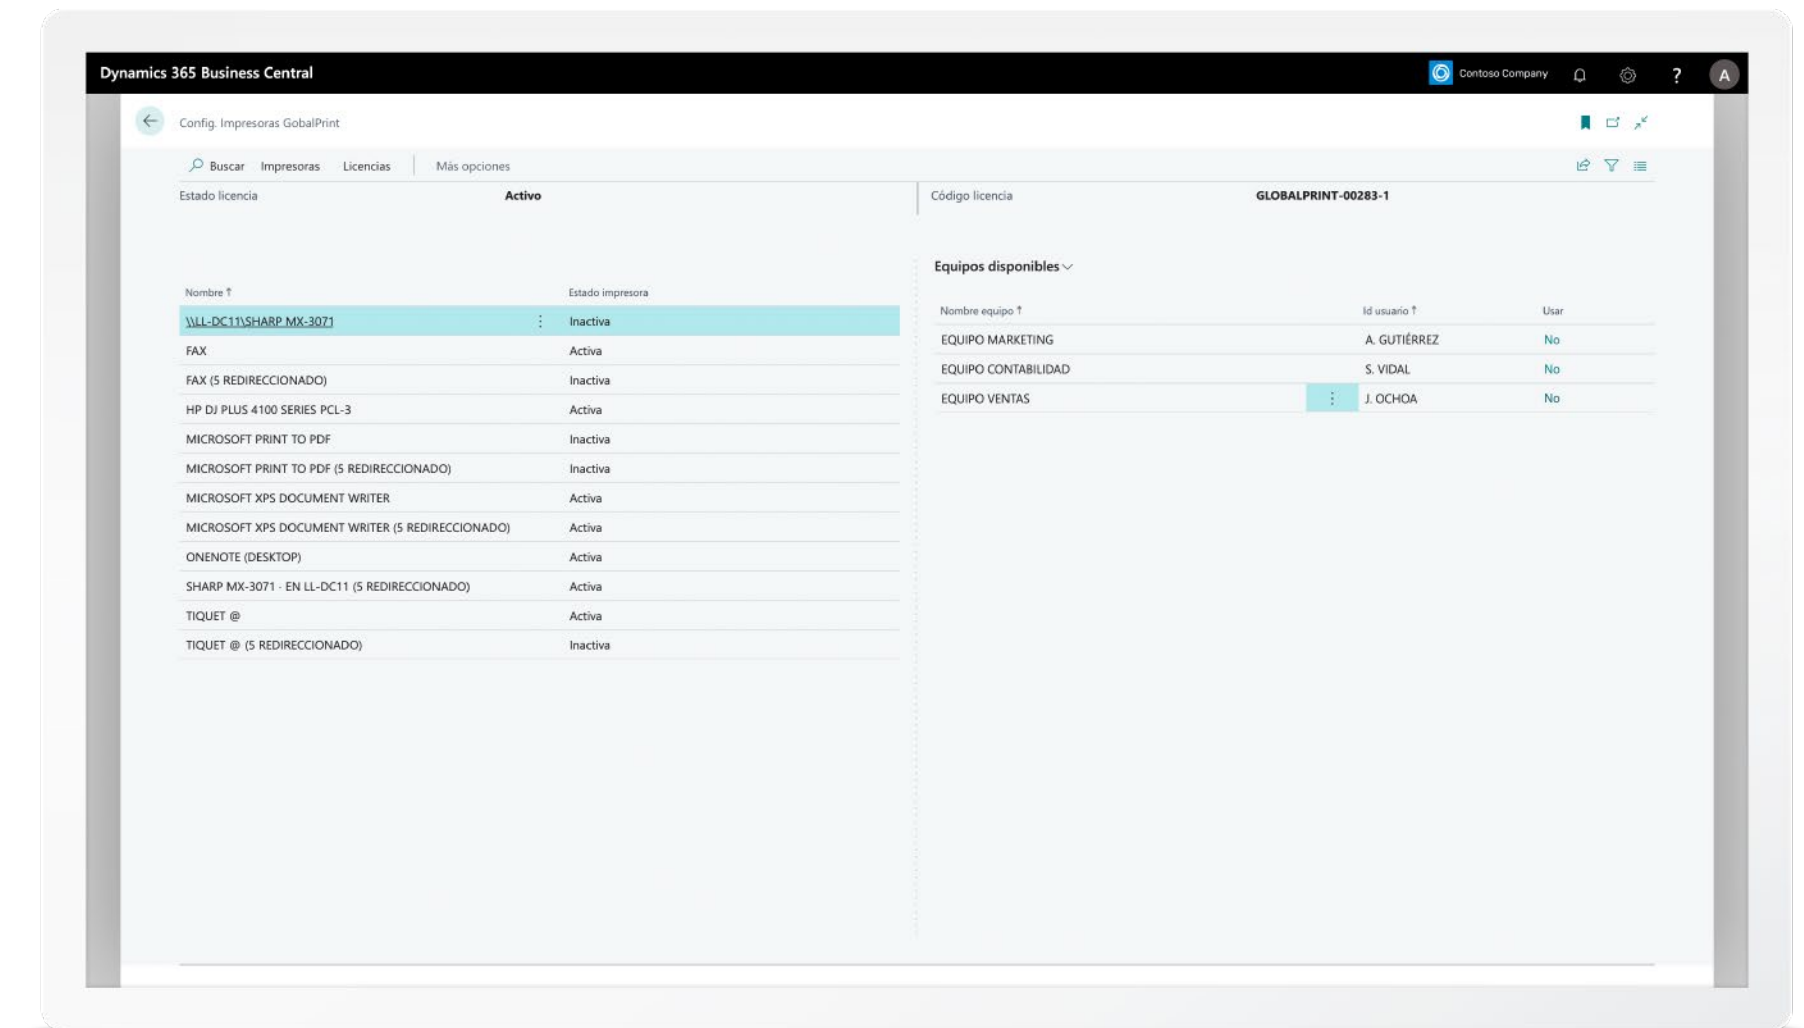 Dynamics 365 Business Central
Contoso Company
?
A
Config. Impresoras GobalPrint
Buscar Impresoras Licencias Más opciones
Estado licencia Activo
Código licencia GLOBALPRINT-00283-1
Nombre ↑ Estado impresora
\\LL-DC11\SHARP MX-3071 Inactiva
FAX Activa
FAX (5 REDIRECCIONADO) Inactiva
HP DJ PLUS 4100 SERIES PCL-3 Activa
MICROSOFT PRINT TO PDF Inactiva
MICROSOFT PRINT TO PDF (5 REDIRECCIONADO) Inactiva
MICROSOFT XPS DOCUMENT WRITER Activa
MICROSOFT XPS DOCUMENT WRITER (5 REDIRECCIONADO) Activa
ONENOTE (DESKTOP) Activa
SHARP MX-3071 - EN LL-DC11 (5 REDIRECCIONADO) Activa
TIQUET @ Activa
TIQUET @ (5 REDIRECCIONADO) Inactiva
Equipos disponibles
Nombre equipo ↑ Id usuario ↑ Usar
EQUIPO MARKETING A. GUTIÉRREZ No
EQUIPO CONTABILIDAD S. VIDAL No
EQUIPO VENTAS J. OCHOA No